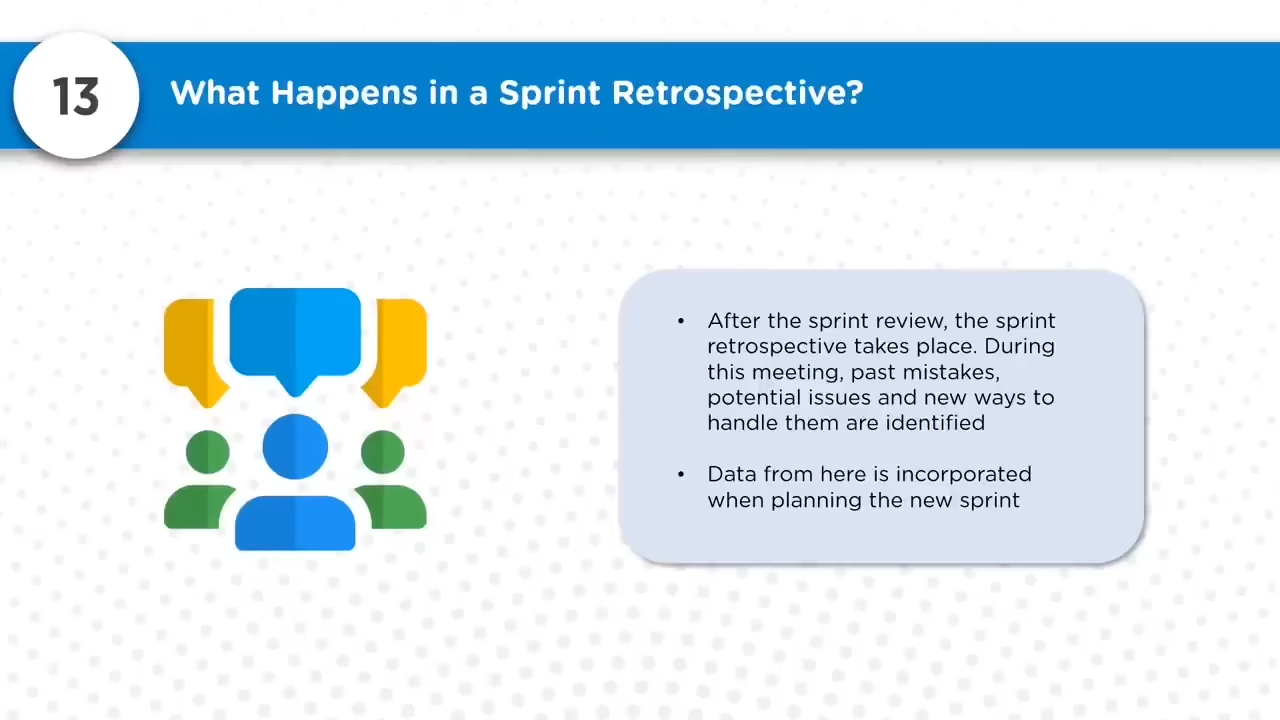 13
What Happens in a Sprint Retrospective?
• After the sprint review, the sprint
retrospective takes place. During
this meeting, past mistakes,
potential issues and new ways to
handle them are identified
• Data from here is incorporated
when planning the new sprint